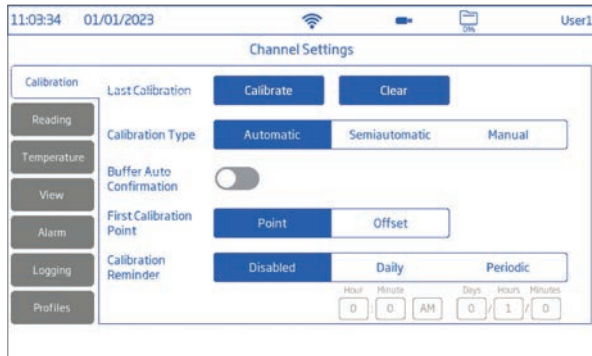 11:03:34 01/01/2023 0% User1
Channel Settings
Calibration
Reading
Temperature
View
Alarm
Logging
Profiles
Last Calibration Calibrate Clear
Calibration Type Automatic Semiautomatic Manual
Buffer Auto
Confirmation
First Calibration
Point Point Offset
Calibration
Reminder Disabled Daily Periodic
Hour Minute Days Hours Minutes
0 : 0 AM 0 / 1 / 0